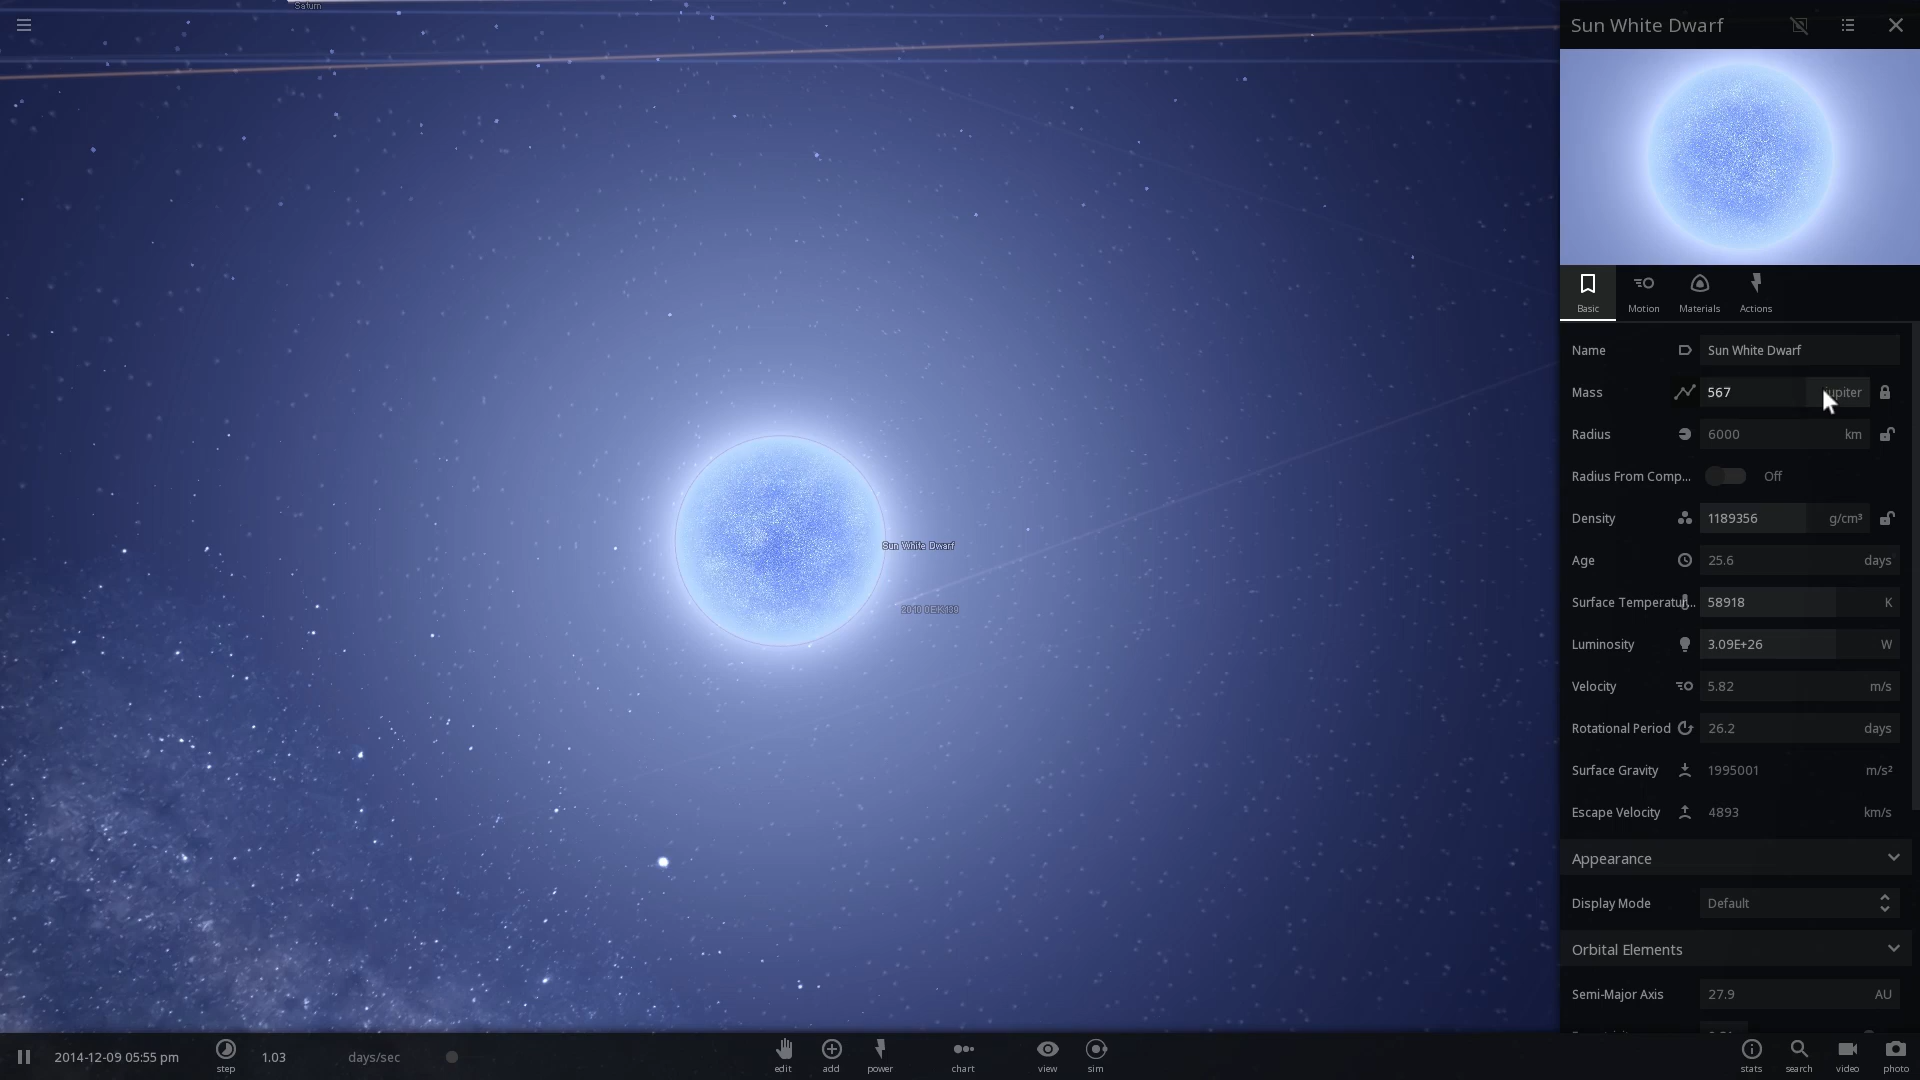 Saturn
Sun White Dwarf
Basic
Motion
Materials
Actions
Name
Sun White Dwarf
Mass
567
Radius
6000
km
Radius From Comp...
Off
Density
1189356
g/cm³
Age
25.6
days
58918
K
Luminosity
3.09E+26
W
Velocity
5.82
m/s
Rotational Period
26.2
days
Surface Gravity
1995001
m/s²
Escape Velocity
4893
km/s
Appearance
Display Mode
Default
Orbital Elements
Semi-Major Axis
27.9
AU
Sun White Dwarf
2014-12-09 05:55 pm
step
1.03
days/sec
edit
add
power
chart
view
sim
stats
search
video
photo